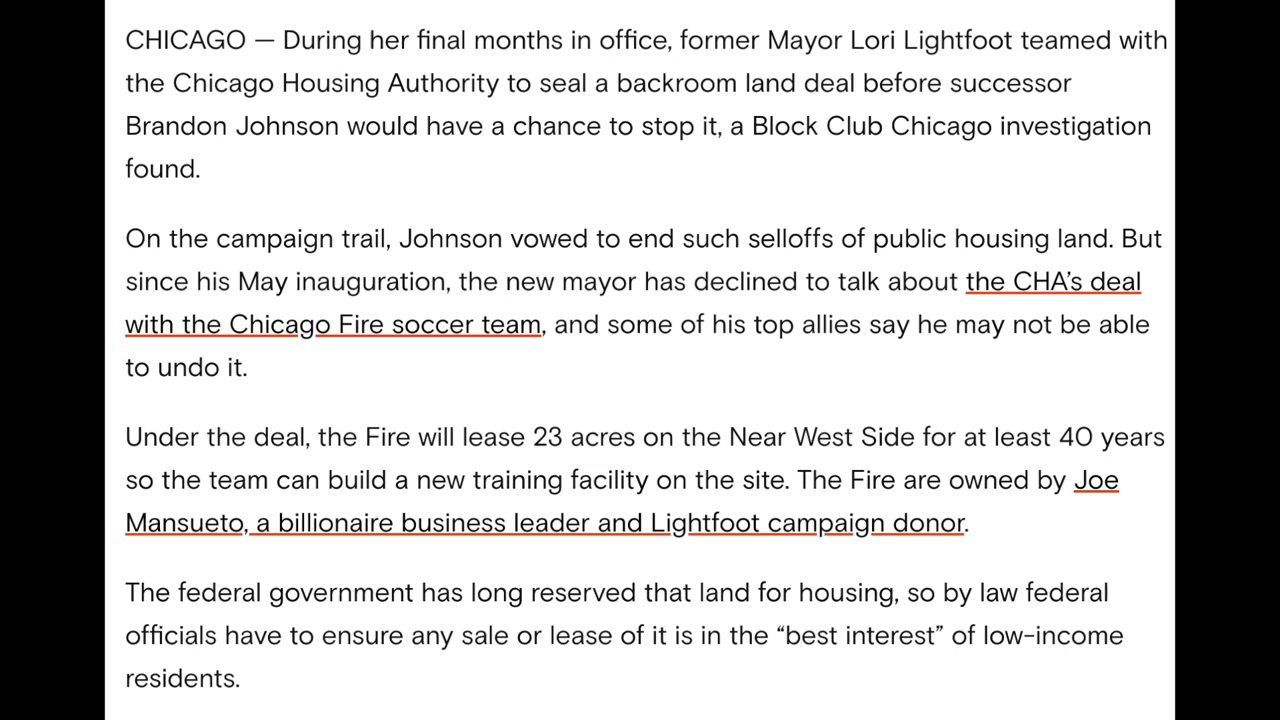 CHICAGO — During her final months in office, former Mayor Lori Lightfoot teamed with
the Chicago Housing Authority to seal a backroom land deal before successor
Brandon Johnson would have a chance to stop it, a Block Club Chicago investigation
found.
On the campaign trail, Johnson vowed to end such selloffs of public housing land. But
since his May inauguration, the new mayor has declined to talk about the CHA’s deal
with the Chicago Fire soccer team, and some of his top allies say he may not be able
to undo it.
Under the deal, the Fire will lease 23 acres on the Near West Side for at least 40 years
so the team can build a new training facility on the site. The Fire are owned by Joe
Mansueto, a billionaire business leader and Lightfoot campaign donor.
The federal government has long reserved that land for housing, so by law federal
officials have to ensure any sale or lease of it is in the “best interest” of low-income
residents.